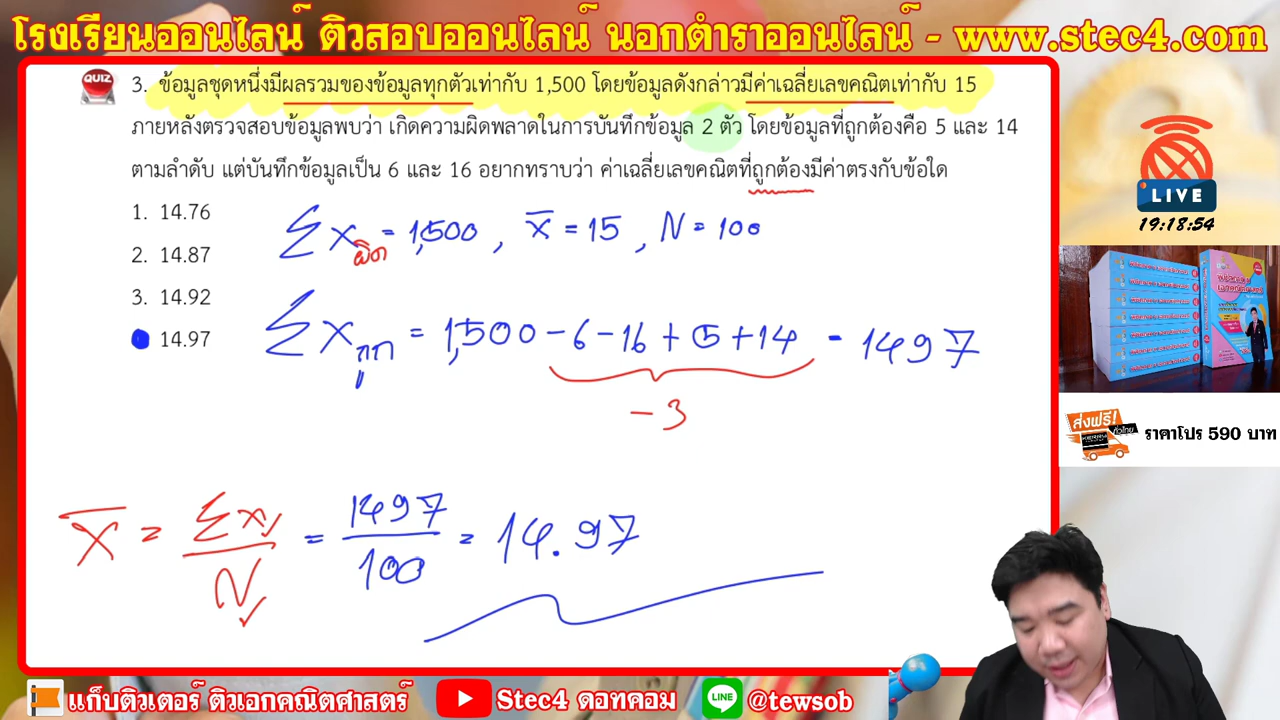 โรงเรียนออนไลน์ ติวสอบออนไลน์ นอกตำราออนไลน์ - www.stec4.com
QUIZ
3. ข้อมูลชุดหนึ่งมีผลรวมของข้อมูลทุกตัวเท่ากับ 1,500 โดยข้อมูลดังกล่าวมีค่าเฉลี่ยเลขคณิตเท่ากับ 15
ภายหลังตรวจสอบข้อมูลพบว่า เกิดความผิดพลาดในการบันทึกข้อมูล 2 ตัว โดยข้อมูลที่ถูกต้องคือ 5 และ 14
ตามลำดับ แต่บันทึกข้อมูลเป็น 6 และ 16 อยากทราบว่า ค่าเฉลี่ยเลขคณิตที่ถูกต้องมีค่าตรงกับข้อใด
1. 14.76
2. 14.87
3. 14.92
14.97
∑x ผิด = 1,500 , x̄ = 15 , N = 100
∑x ถูก = 1,500 - 6 - 16 + 5 + 14 = 1497
- 3
x̄ = ∑x / N = 1497 / 100 = 14.97
LIVE
19:18:54
ส่งฟรี!
ทั่วไทย
KERRY
ราคาโปร 590 บาท
แก๊บติวเตอร์ ติวเอกคณิตศาสตร์
Stec4 ดอทคอม
LINE
@tewsob